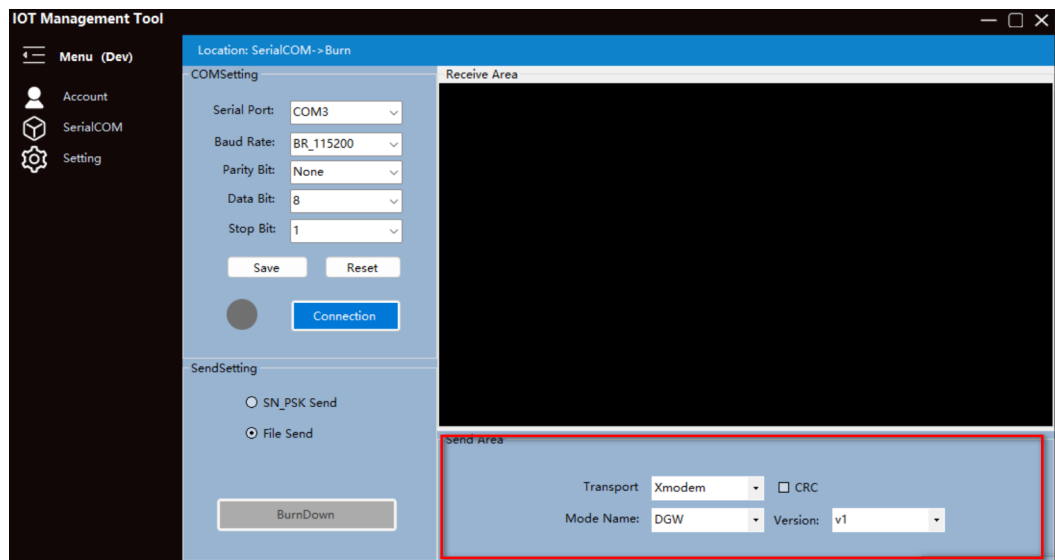 IOT Management Tool
Menu (Dev)
Account
SerialCOM
Setting
Location: SerialCOM->Burn
COMSetting
Serial Port: COM3
Baud Rate: BR_115200
Parity Bit: None
Data Bit: 8
Stop Bit: 1
Save Reset
Connection
SendSetting
SN_PSK Send
File Send
BurnDown
Receive Area
Send Area
Transport Xmodem CRC
Mode Name: DGW Version: v1